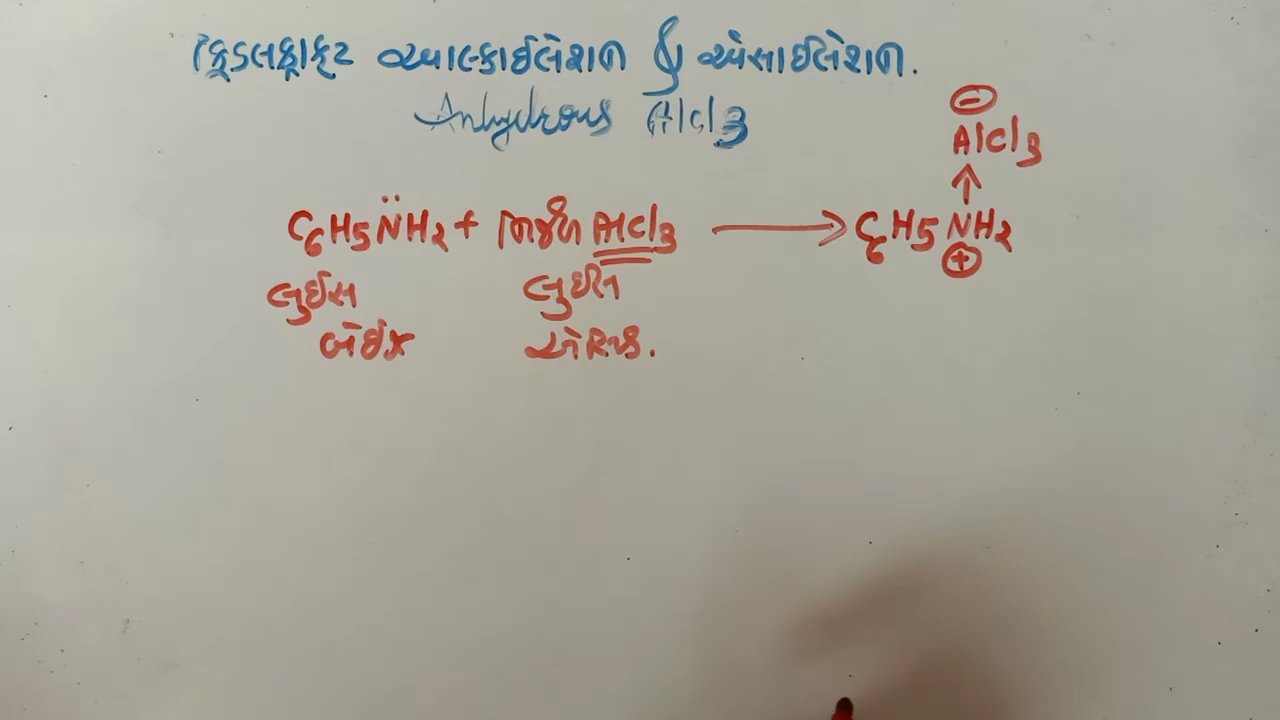 ફ્રિડલક્રાફ્ટ આલ્કાઈલેશન & એસાઈલેશન.
Anhydrous AlCl3
⊖
AlCl3
↑
C6H5N̈H2 + નિર્જળ AlCl3 ⟶ C6H5NH2
⊕
લુઈસ લુઈસ
બેઈઝ એસિડ.